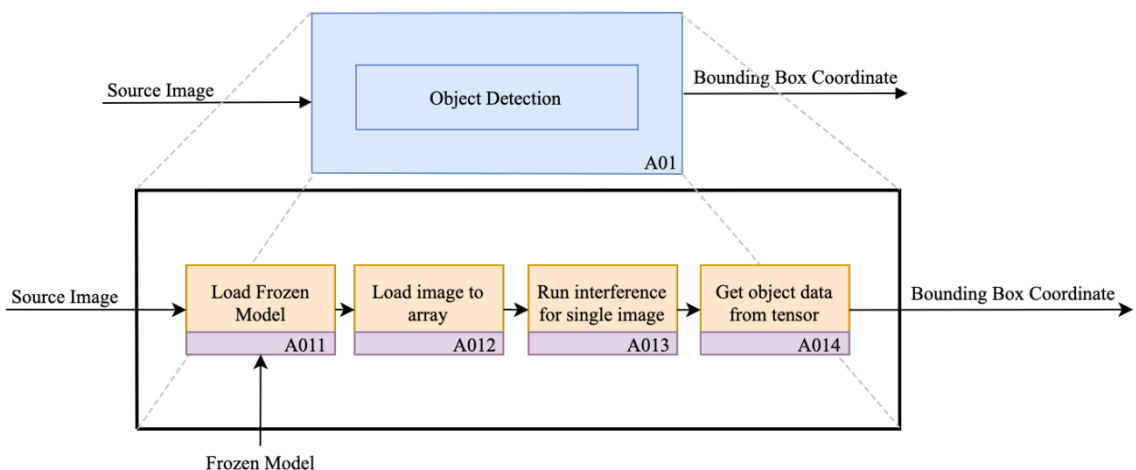 Source Image
Object Detection
Bounding Box Coordinate
A01
Source Image
Load Frozen
Model
A011
Load image to
array
A012
Run interference
for single image
A013
Get object data
from tensor
A014
Bounding Box Coordinate
Frozen Model